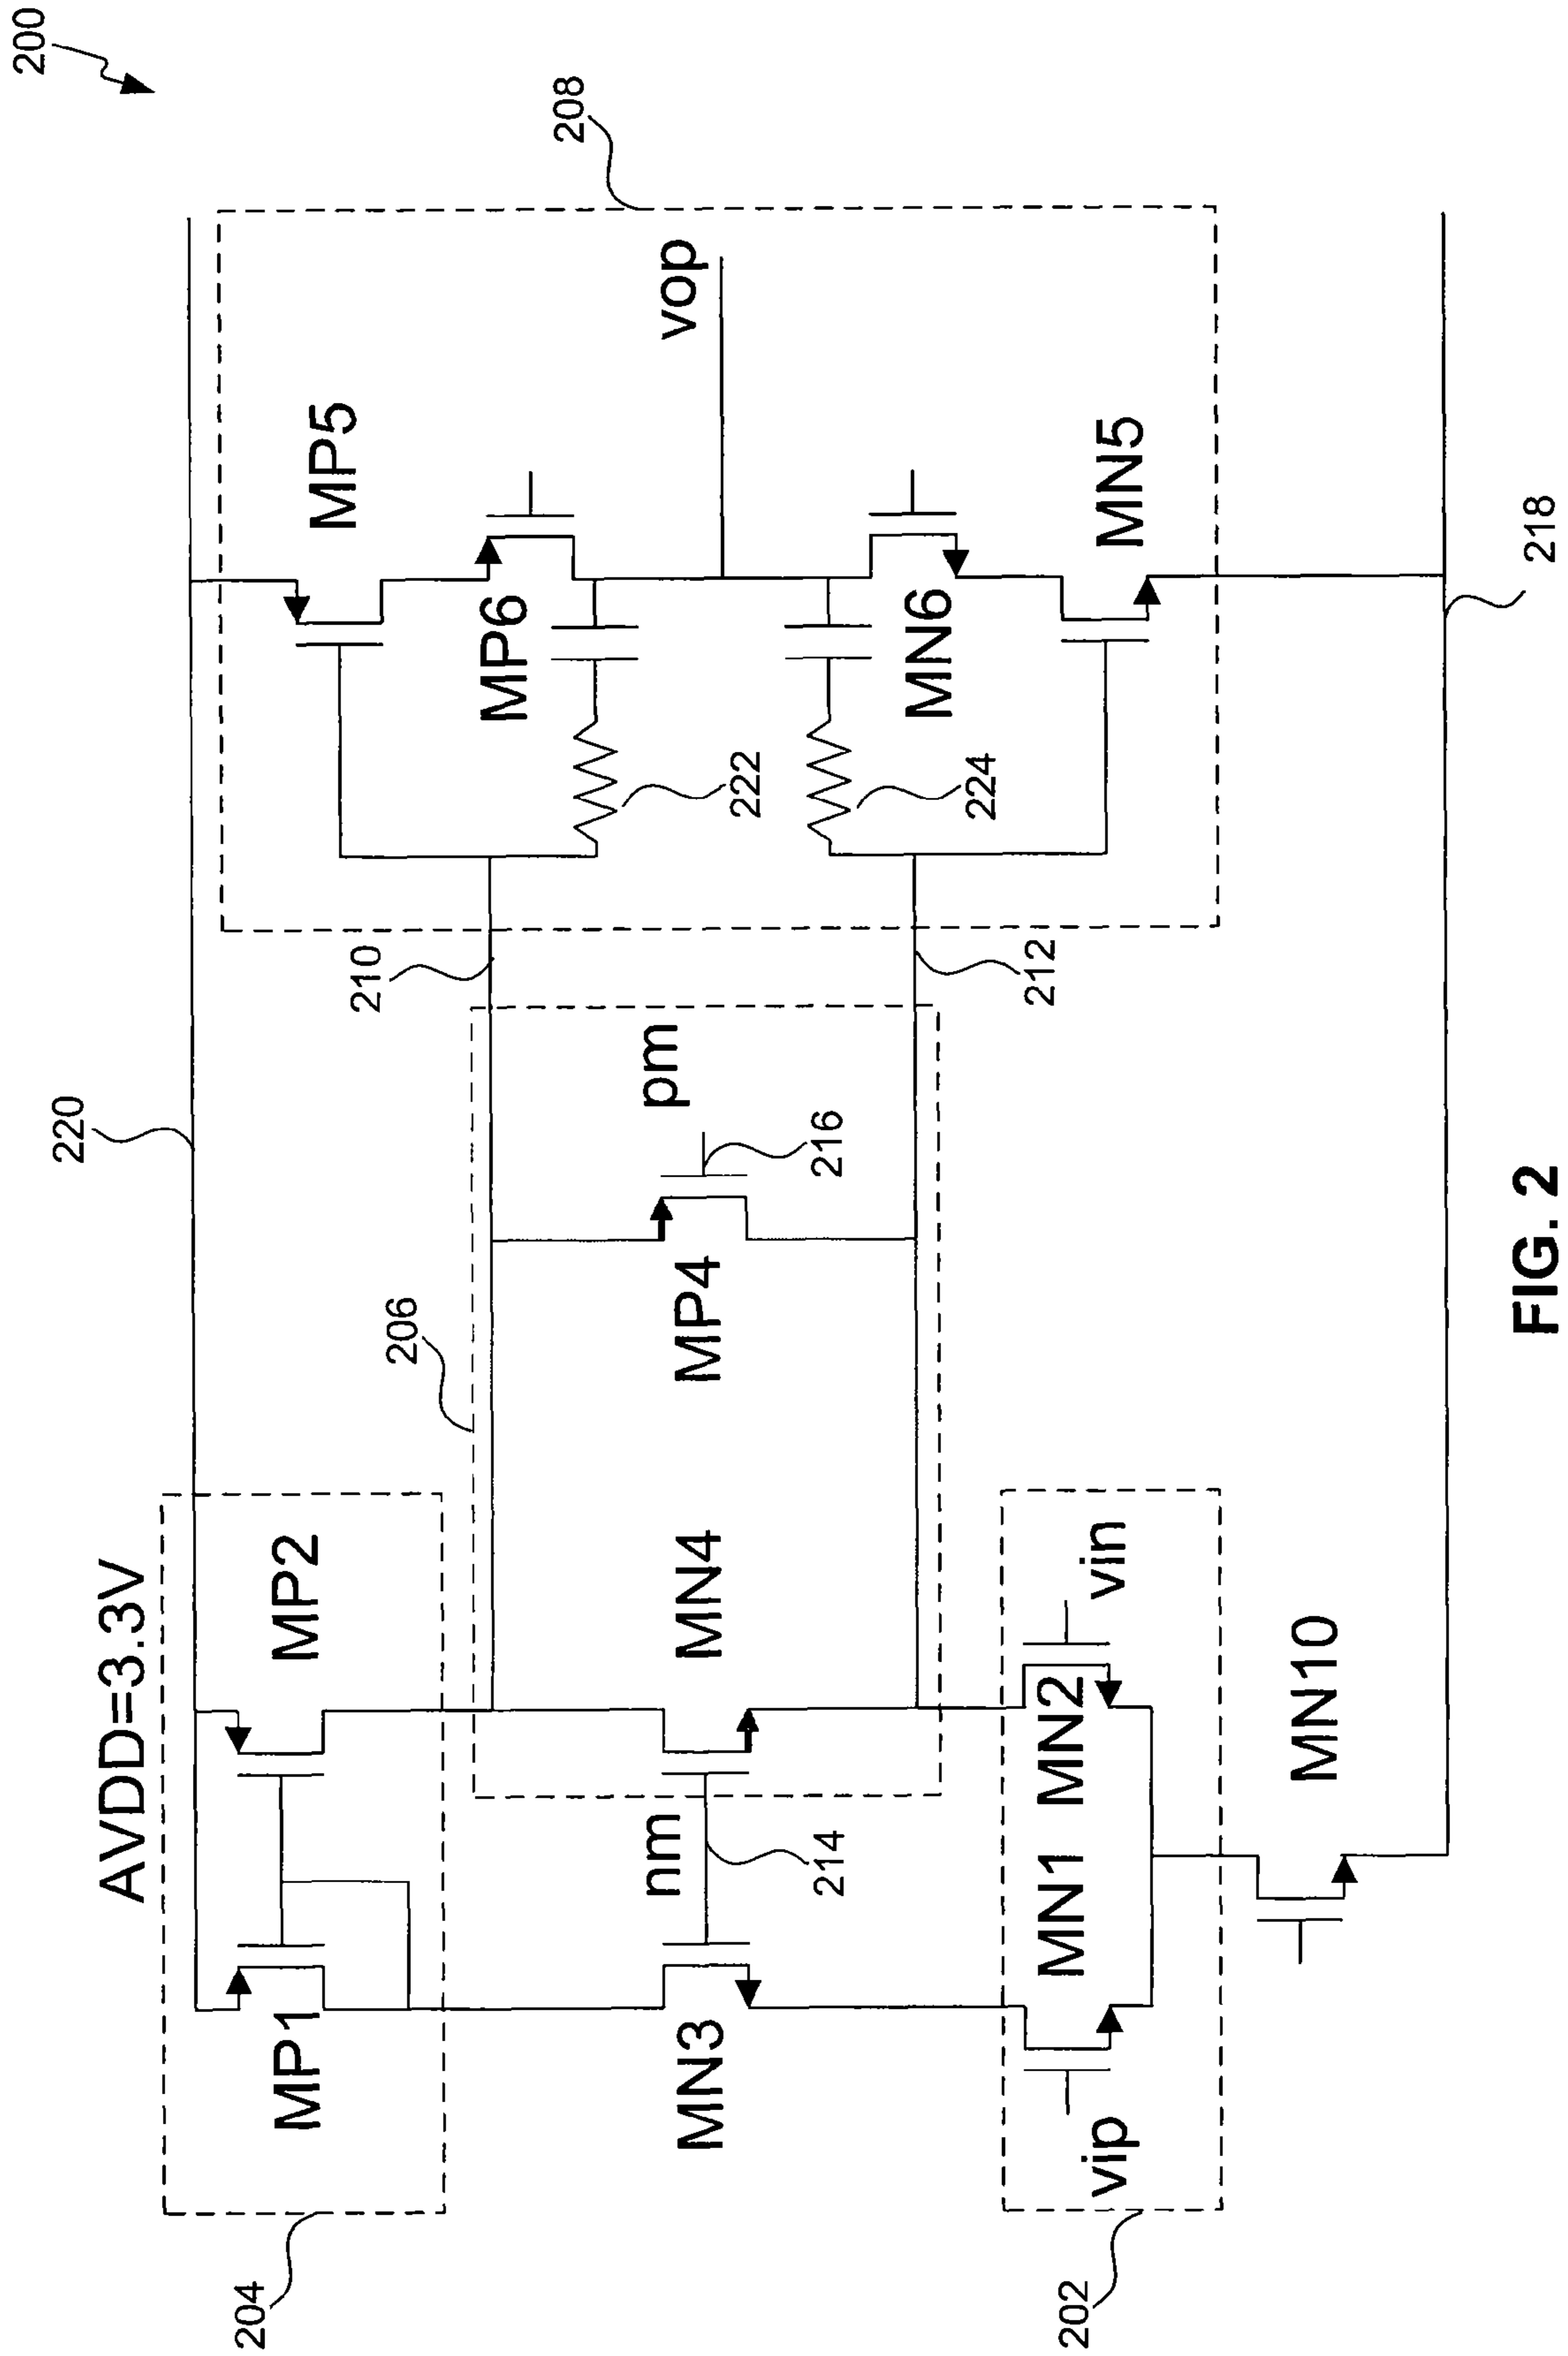 200
220
AVDD=3.3V
204
MP1
MP2
208
MP5
MP6
vop
222
224
MN6
MN5
210
212
206
pm
216
MP4
MN4
nm
214
MN3
202
vip
MN1
MN2
vin
MN10
218
FIG. 2